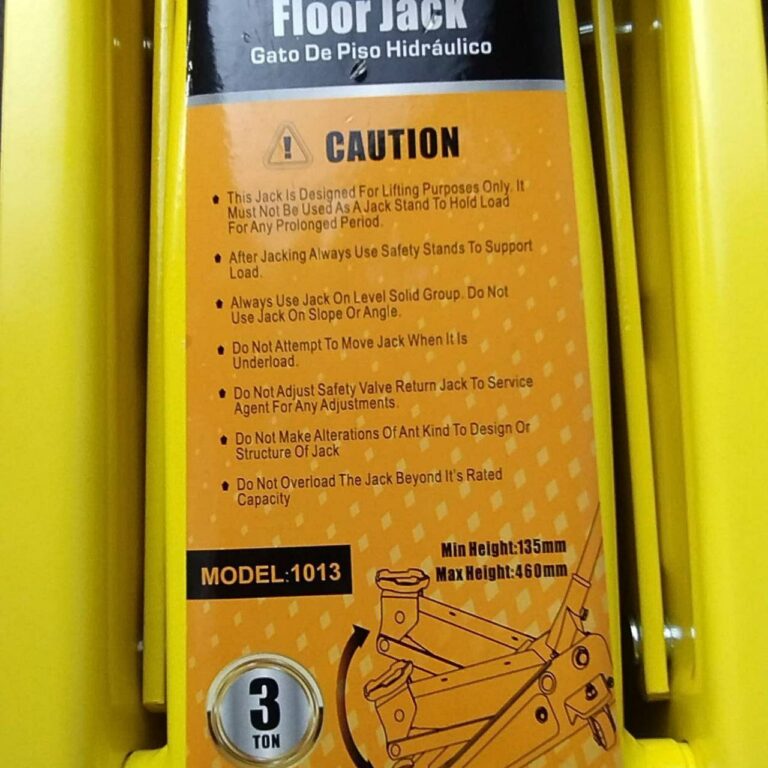 Floor Jack
Gato De Piso Hidráulico
! CAUTION
This Jack Is Designed For Lifting Purposes Only. It
Must Not Be Used As A Jack Stand To Hold Load
For Any Prolonged Period.
After Jacking Always Use Safety Stands To Support
Load.
Always Use Jack On Level Solid Group. Do Not
Use Jack On Slope Or Angle.
Do Not Attempt To Move Jack When It Is
Underload.
Do Not Adjust Safety Valve Return Jack To Service
Agent For Any Adjustments.
Do Not Make Alterations Of Ant Kind To Design Or
Structure Of Jack
Do Not Overload The Jack Beyond It's Rated
Capacity
Min Height:135mm
Max Height:460mm
MODEL:1013
3
TON